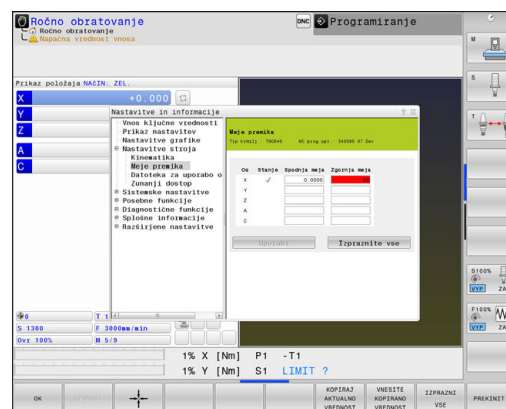 Ročno obratovanje
Ročno obratovanje
Napačna vrednost vnosa
DNC
Programiranje
Prikaz položaja NAČIN: ZEL.
X +0.000
Y
Z
A
C
Nastavitve in informacije
Vnos ključne vrednosti
Prikaz nastavitev
Nastavitve grafike
Nastavitve stroja
Kinematika
Meje premika
Datoteka za uporabo o
Zunanji dostop
Sistemske nastavitve
Posebne funkcije
Diagnostične funkcije
Splošne informacije
Razširjene nastavitve
Meje premika
Os Stanje Spodnja meja Zgornja meja
X 0.0000
Y
Z
A
C
Uporabi
Izpraznite vse
0
T 1
S 1300
F 3000mm/min
Ovr 100%
M 5/9
1% X [Nm] P1 -T1
1% Y [Nm] S1 LIMIT ?
M
S
T
S100%
VYP ZA
F100%
VYP ZA
OK
KOPIRAJ AKTUALNO VREDNOST
VNESITE KOPIRANO VREDNOST
IZPRAZNI VSE
PREKINIT